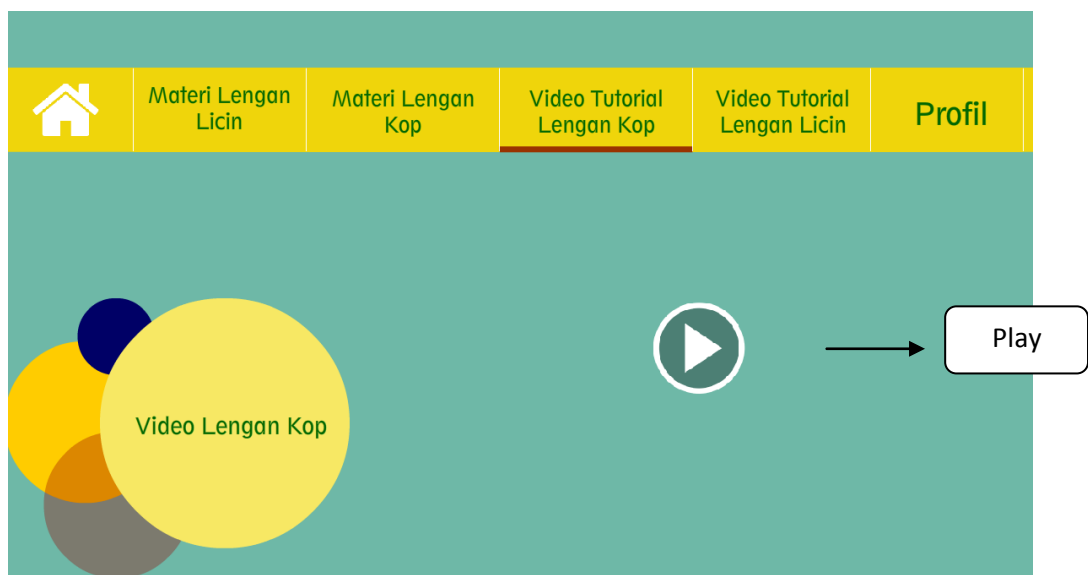 Materi Lengan
Licin
Materi Lengan
Kop
Video Tutorial
Lengan Kop
Video Tutorial
Lengan Licin
Profil
Play
Video Lengan Kop